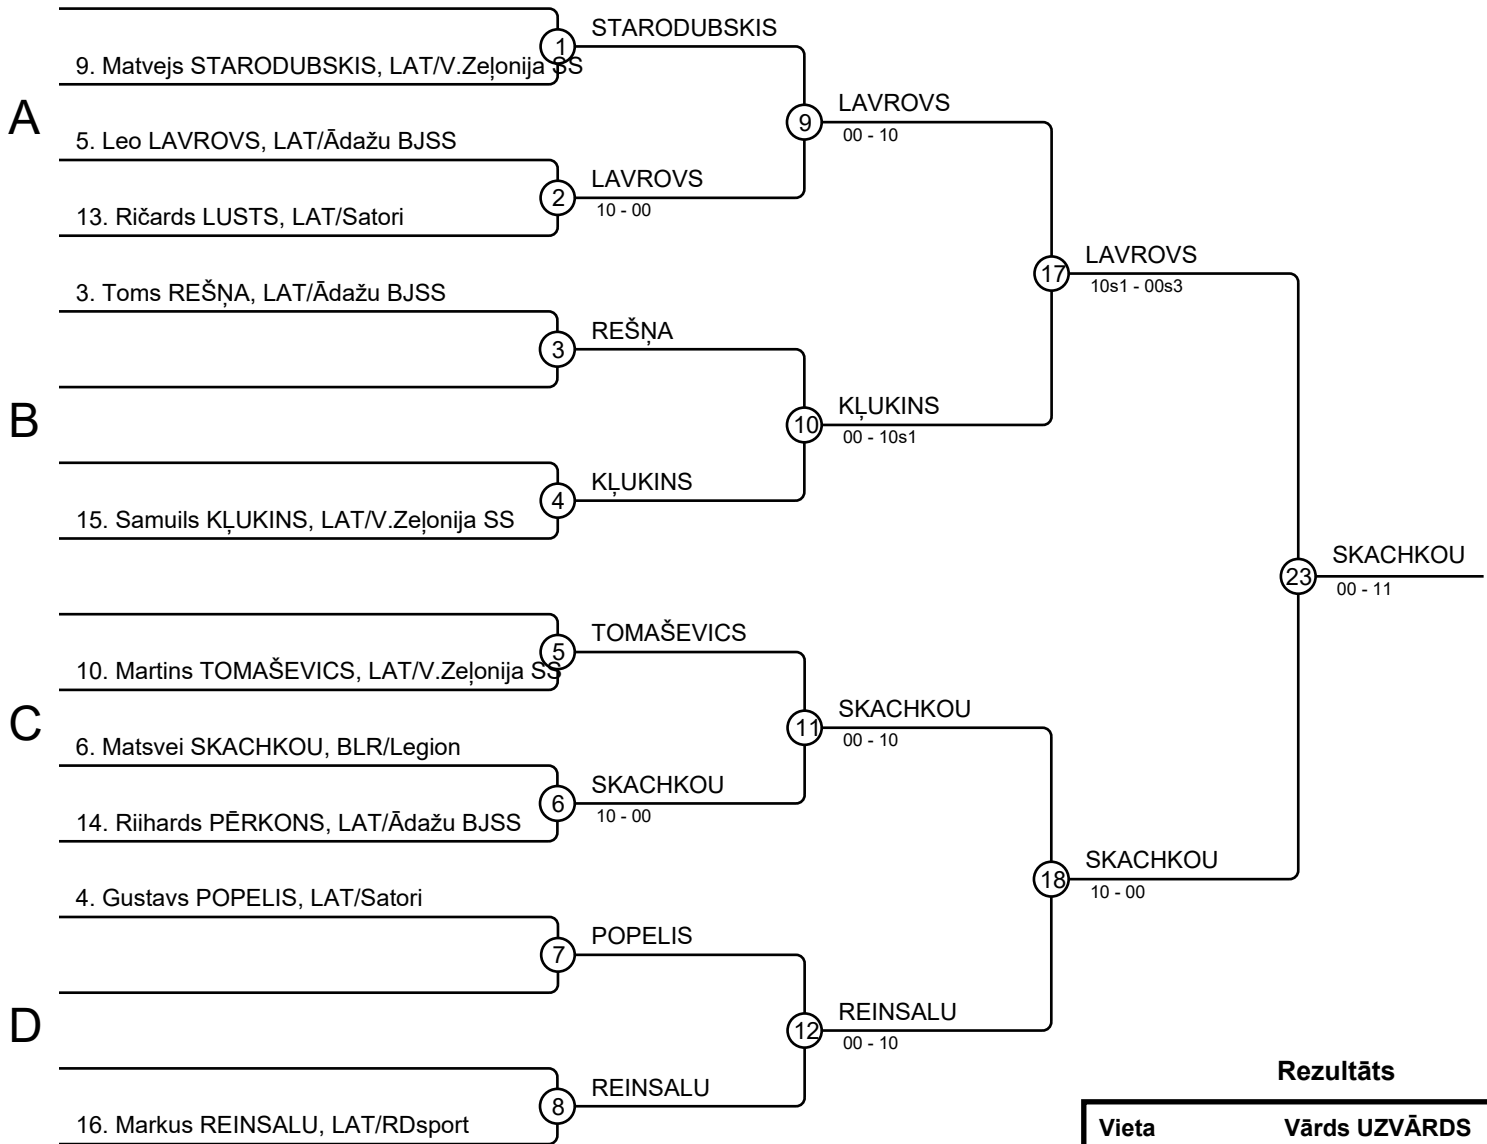 A
9. Matvejs STARODUBSKIS, LAT/V.Zeļonija SS
5. Leo LAVROVS, LAT/Ādažu BJSS
13. Ričards LUSTS, LAT/Satori
1
STARODUBSKIS
2
LAVROVS
10 - 00
9
LAVROVS
00 - 10
B
3. Toms REŠŅA, LAT/Ādažu BJSS
15. Samuils KĻUKINS, LAT/V.Zeļonija SS
3
REŠŅA
4
KĻUKINS
10
KĻUKINS
00 - 10s1
17
LAVROVS
10s1 - 00s3
C
10. Martins TOMAŠEVICS, LAT/V.Zeļonija SS
6. Matsvei SKACHKOU, BLR/Legion
14. Riihards PĒRKONS, LAT/Ādažu BJSS
5
TOMAŠEVICS
6
SKACHKOU
10 - 00
11
SKACHKOU
00 - 10
D
4. Gustavs POPELIS, LAT/Satori
16. Markus REINSALU, LAT/RDsport
7
POPELIS
8
REINSALU
12
REINSALU
00 - 10
18
SKACHKOU
10 - 00
23
SKACHKOU
00 - 11
Rezultāts
Vieta Vārds UZVĀRDS